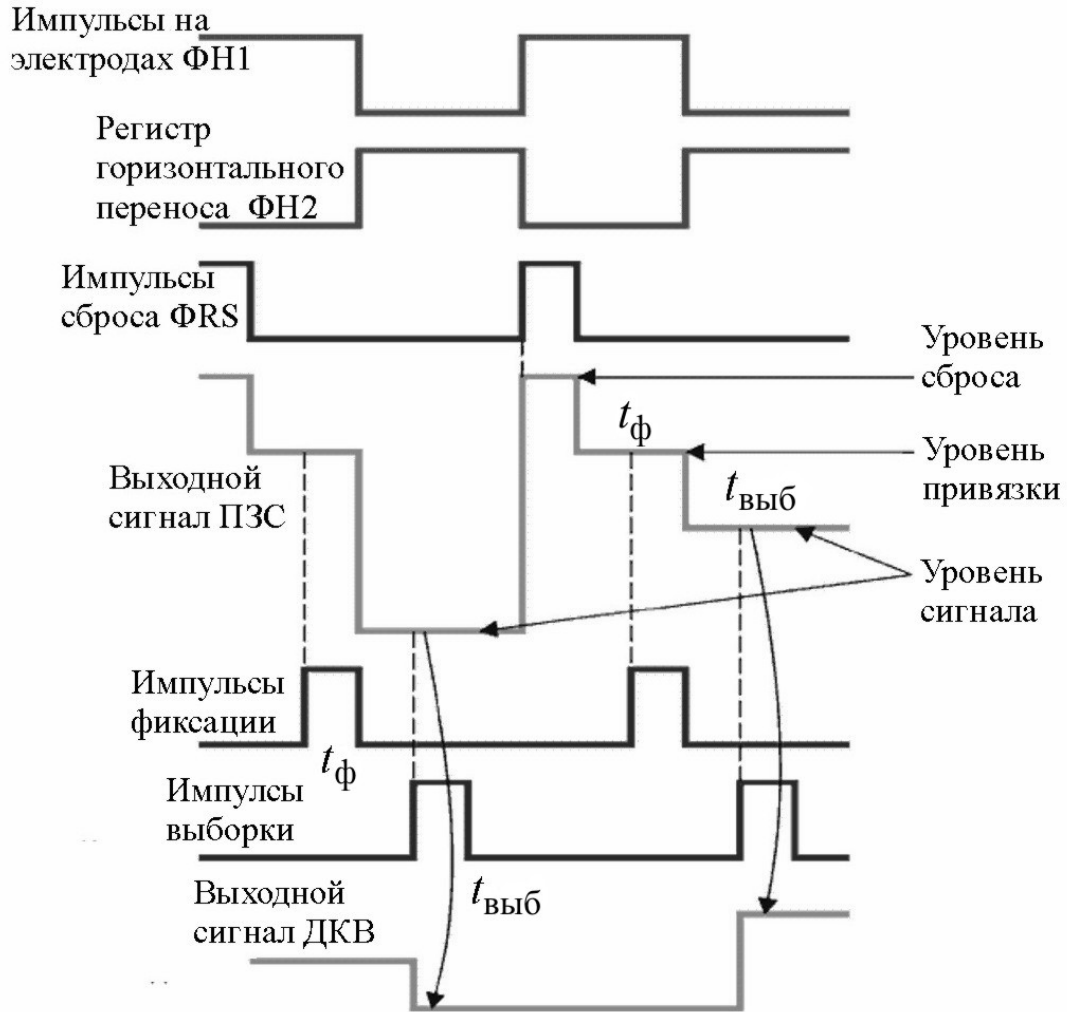 Импульсы на
электродах ФН1
Регистр
горизонтального
переноса ФН2
Импульсы
сброса ФRS
Уровень
сброса
tф
Уровень
привязки
Выходной
сигнал ПЗС
tвыб
Уровень
сигнала
Импульсы
фиксации
tф
Импулсы
выборки
tвыб
Выходной
сигнал ДКВ